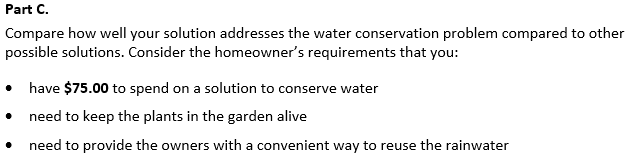 Part C.
Compare how well your solution addresses the water conservation problem compared to other
possible solutions. Consider the homeowner’s requirements that you:
• have $75.00 to spend on a solution to conserve water
• need to keep the plants in the garden alive
• need to provide the owners with a convenient way to reuse the rainwater